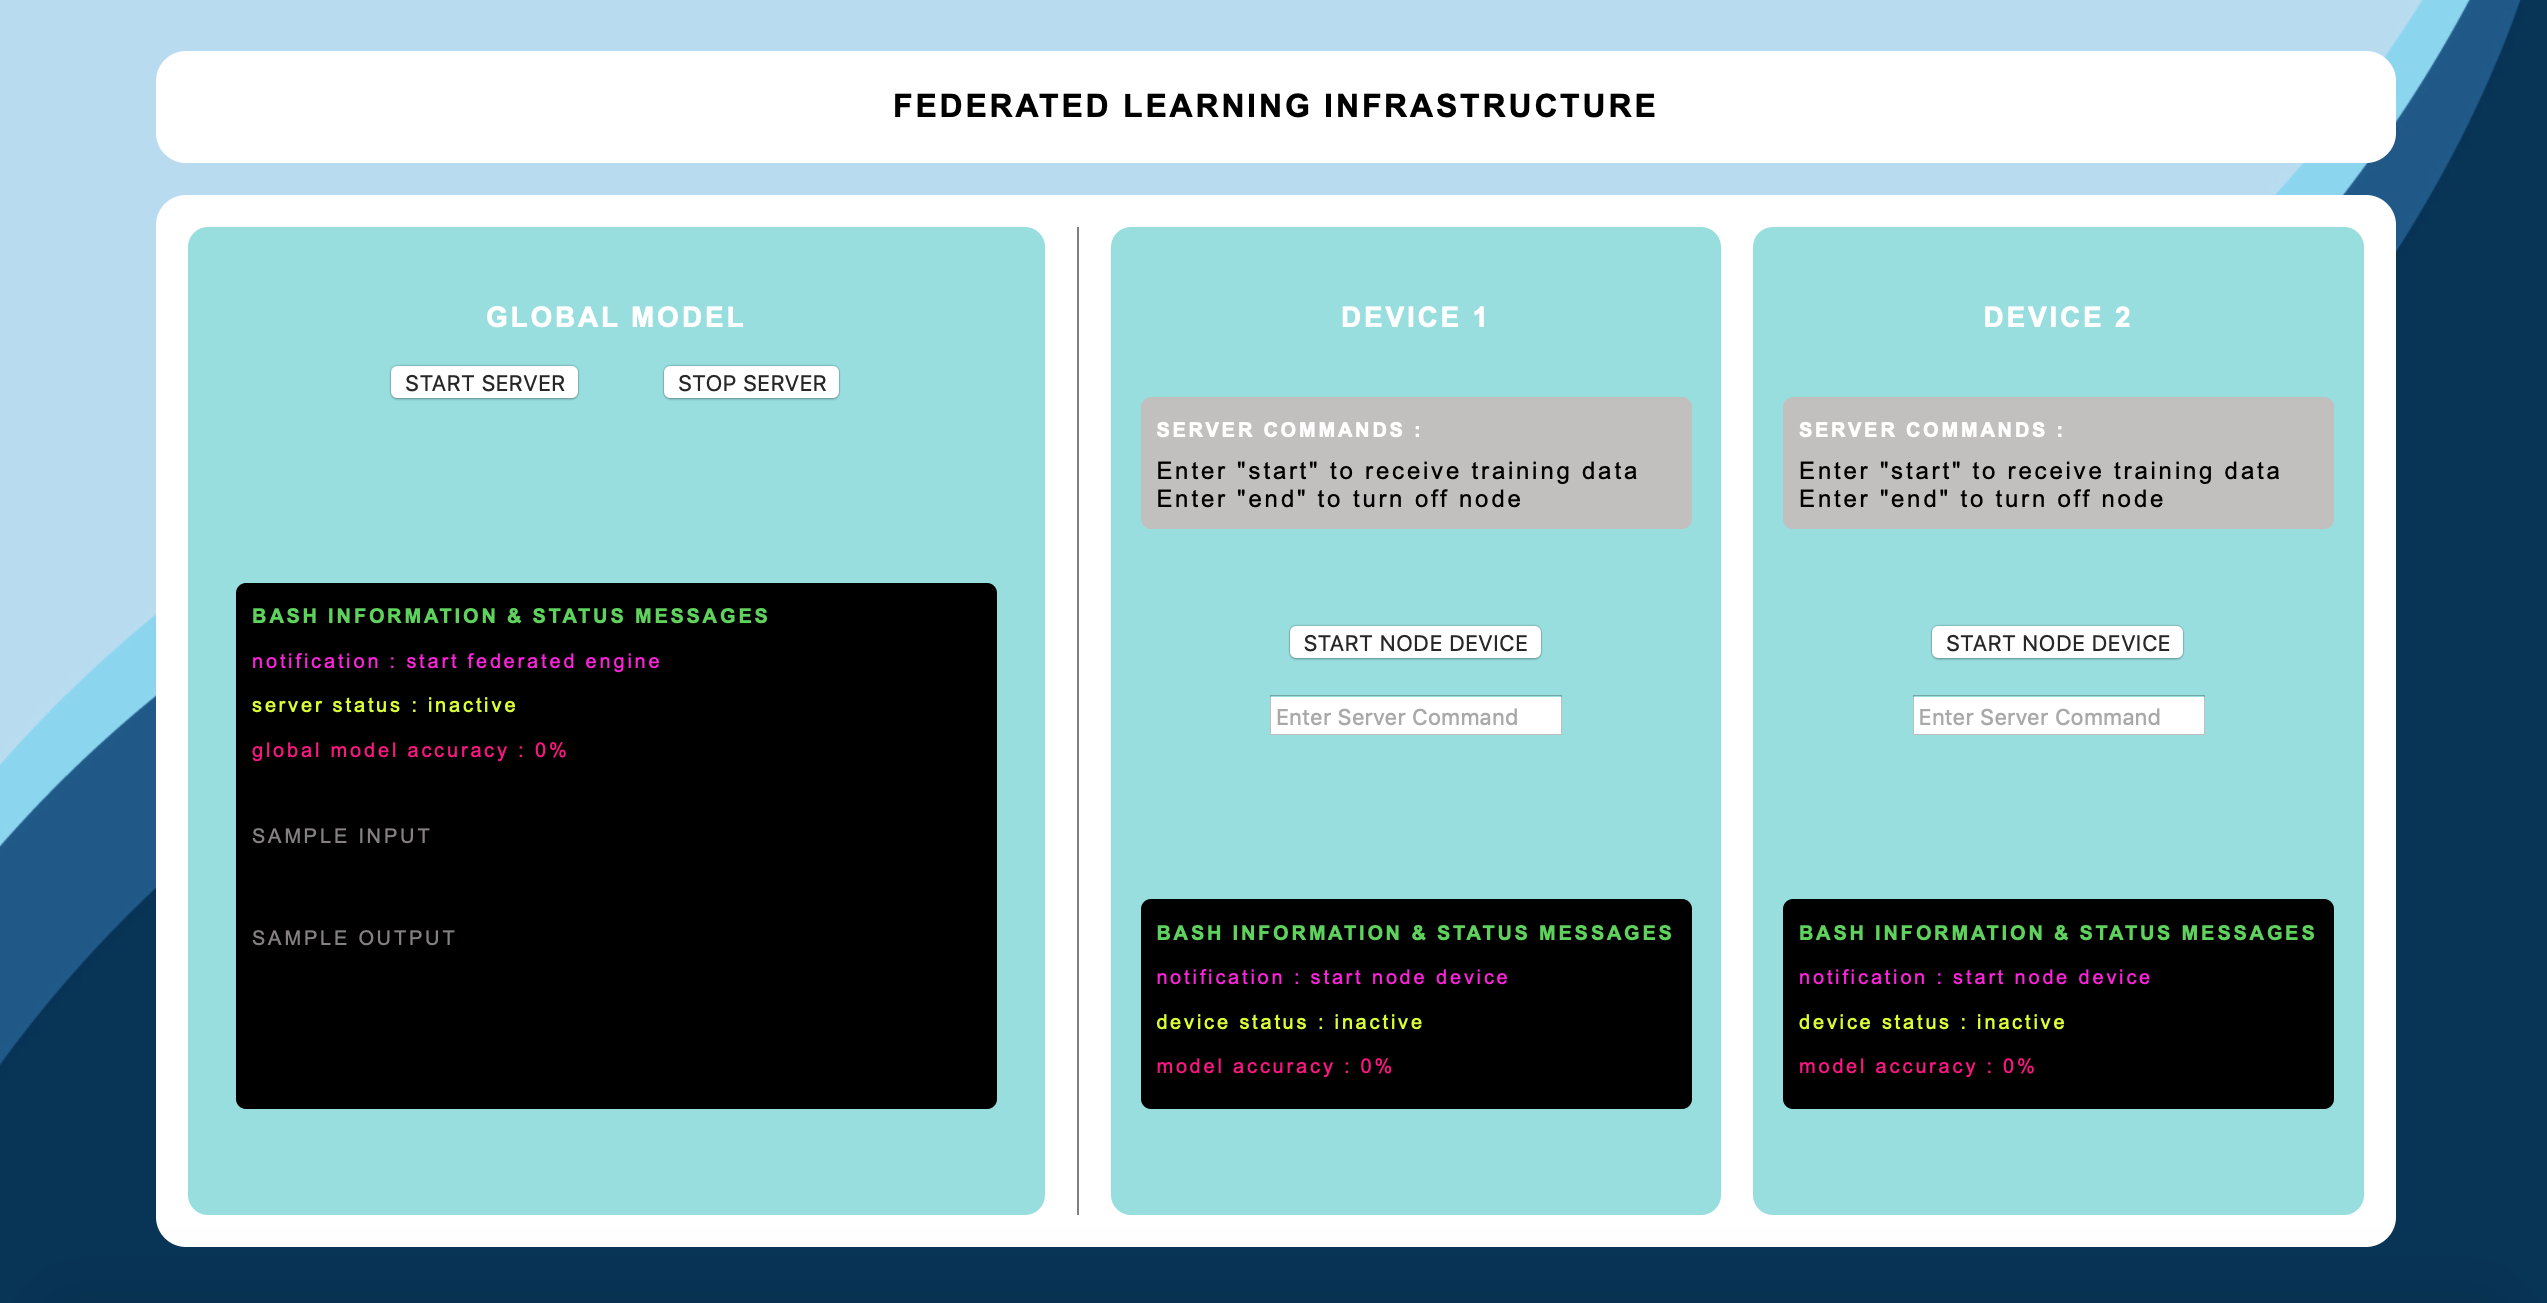 FEDERATED LEARNING INFRASTRUCTURE
GLOBAL MODEL
START SERVER
STOP SERVER
BASH INFORMATION & STATUS MESSAGES
notification : start federated engine
server status : inactive
global model accuracy : 0%
SAMPLE INPUT
SAMPLE OUTPUT
DEVICE 1
SERVER COMMANDS :
Enter "start" to receive training data
Enter "end" to turn off node
START NODE DEVICE
Enter Server Command
BASH INFORMATION & STATUS MESSAGES
notification : start node device
device status : inactive
model accuracy : 0%
DEVICE 2
SERVER COMMANDS :
Enter "start" to receive training data
Enter "end" to turn off node
START NODE DEVICE
Enter Server Command
BASH INFORMATION & STATUS MESSAGES
notification : start node device
device status : inactive
model accuracy : 0%